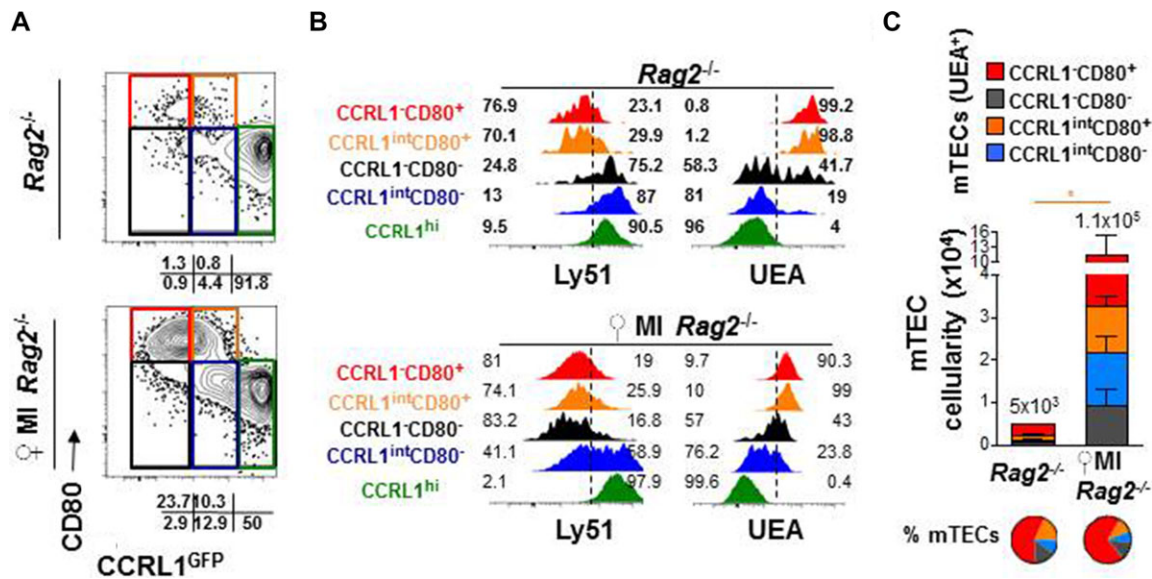 A
Rag2-/-
1.3 0.8
0.9 4.4 91.8
♀ MI Rag2-/-
CD80 →
23.7 10.3
2.9 12.9 50
CCRL1GFP
B
Rag2-/-
CCRL1-CD80+ 76.9 23.1 0.8 99.2
CCRL1intCD80+ 70.1 29.9 1.2 98.8
CCRL1-CD80- 24.8 75.2 58.3 41.7
CCRL1intCD80- 13 87 81 19
CCRL1hi 9.5 90.5 96 4
Ly51 UEA
♀ MI Rag2-/-
CCRL1-CD80+ 81 19 9.7 90.3
CCRL1intCD80+ 74.1 25.9 10 99
CCRL1-CD80- 83.2 16.8 57 43
CCRL1intCD80- 41.1 58.9 76.2 23.8
CCRL1hi 2.1 97.9 99.6 0.4
Ly51 UEA
C
mTECs (UEA+)
CCRL1-CD80+
CCRL1-CD80-
CCRL1intCD80+
CCRL1intCD80-
*
1.1x10⁵
mTEC
cellularity (x10⁴)
16
13
10
4
3
2
1
0
5x10³
Rag2-/-
♀MI
Rag2-/-
% mTECs